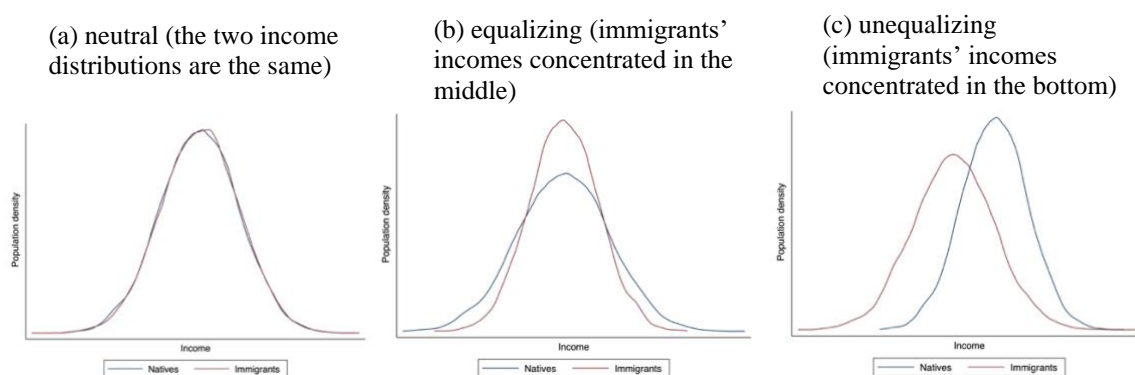 (a) neutral (the two income
distributions are the same)
(b) equalizing (immigrants’
incomes concentrated in the
middle)
(c) unequalizing
(immigrants’ incomes
concentrated in the bottom)
Population density
Income
Natives Immigrants
Population density
Income
Natives Immigrants
Population density
Income
Natives Immigrants